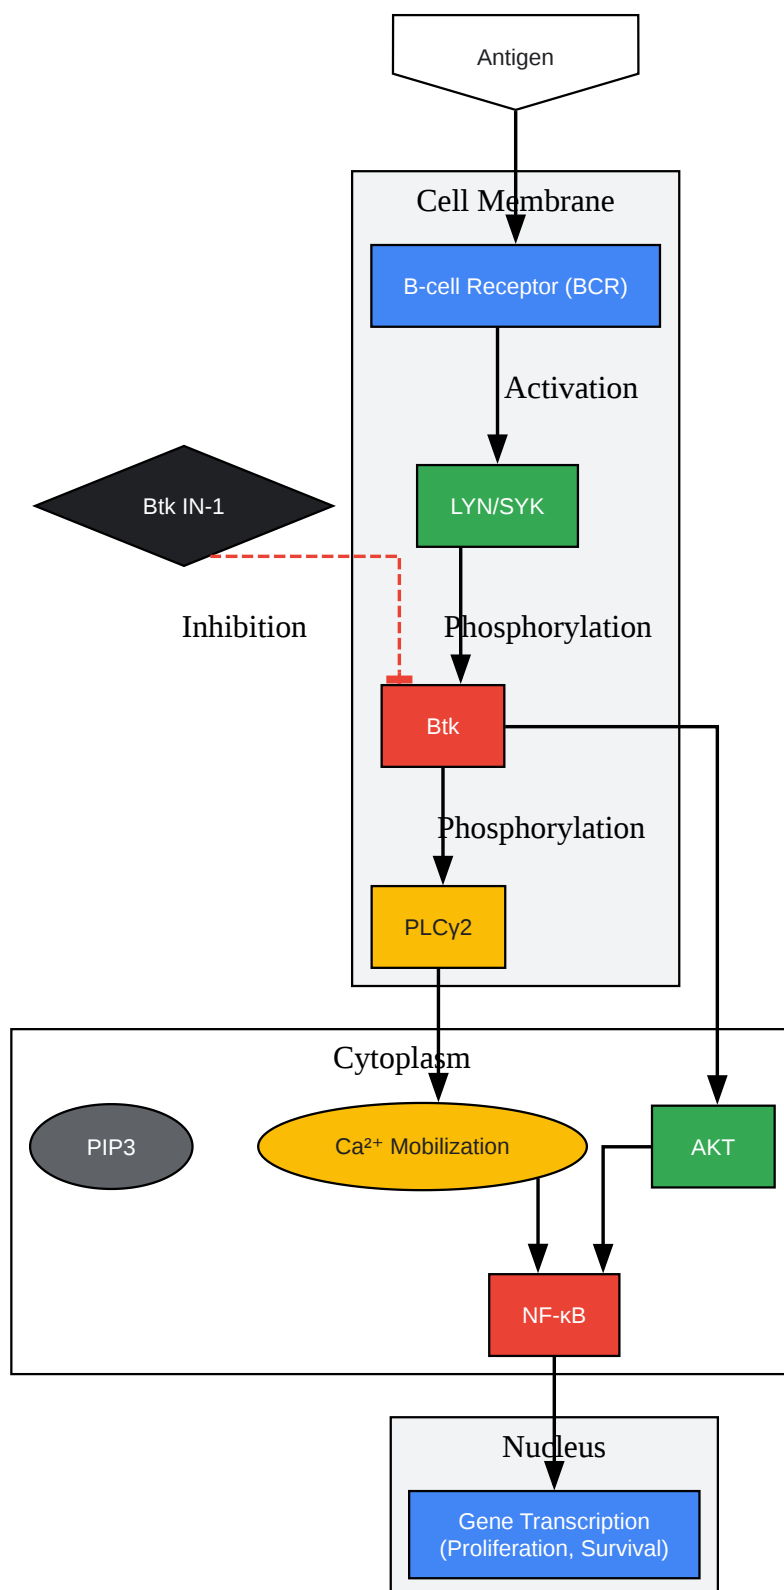 Antigen
Cell Membrane
B-cell Receptor (BCR)
Activation
Btk IN-1
LYN/SYK
Inhibition
Phosphorylation
Btk
Phosphorylation
PLCγ2
Cytoplasm
PIP3
Ca²⁺ Mobilization
AKT
NF-κB
Nucleus
Gene Transcription
(Proliferation, Survival)